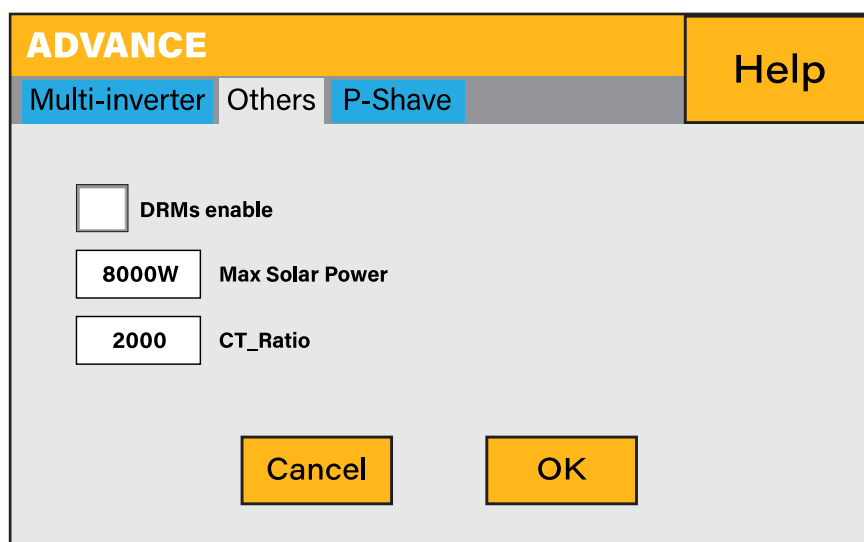 ADVANCE
Help
Multi-inverter Others P-Shave
DRMs enable
8000W Max Solar Power
2000 CT_Ratio
Cancel OK